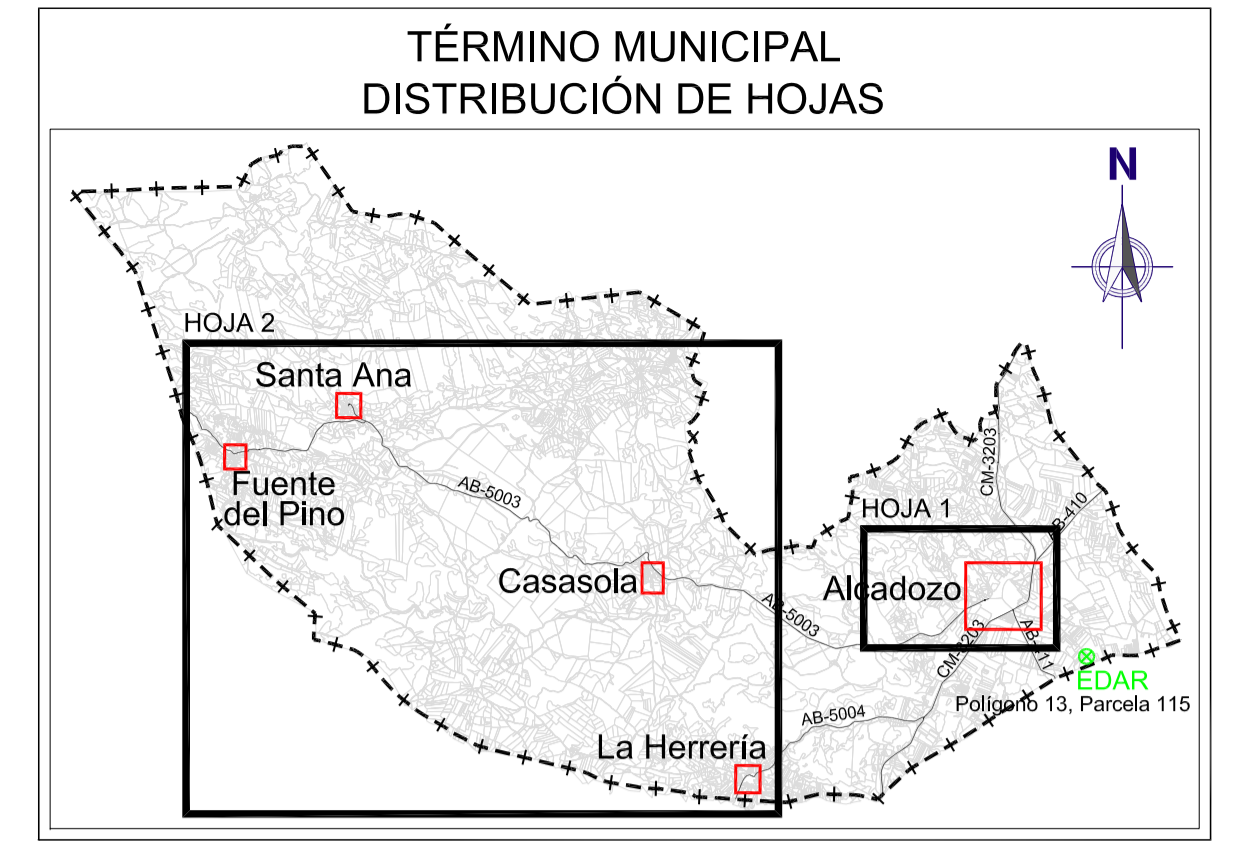 TÉRMINO MUNICIPAL
DISTRIBUCIÓN DE HOJAS
N
HOJA 2
Santa Ana
Fuente
del Pino
AB-5003
Casasola
HOJA 1
CM-3203
AB-410
Alcadozo
AB-5003
CM-3203
AB-411
EDAR
Polígono 13, Parcela 115
AB-5004
La Herrería